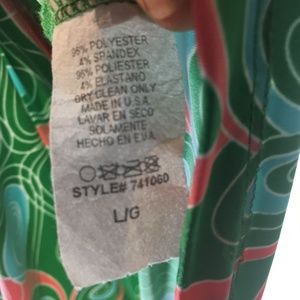 96% POLYESTER
4% SPANDEX
96% POLIESTER
4% ELASTANO
DRY CLEAN ONLY
MADE IN U.S.A.
LAVAR EN SECO
SOLAMENTE
HECHO EN E.V.A.
STYLE# 741060
L/G